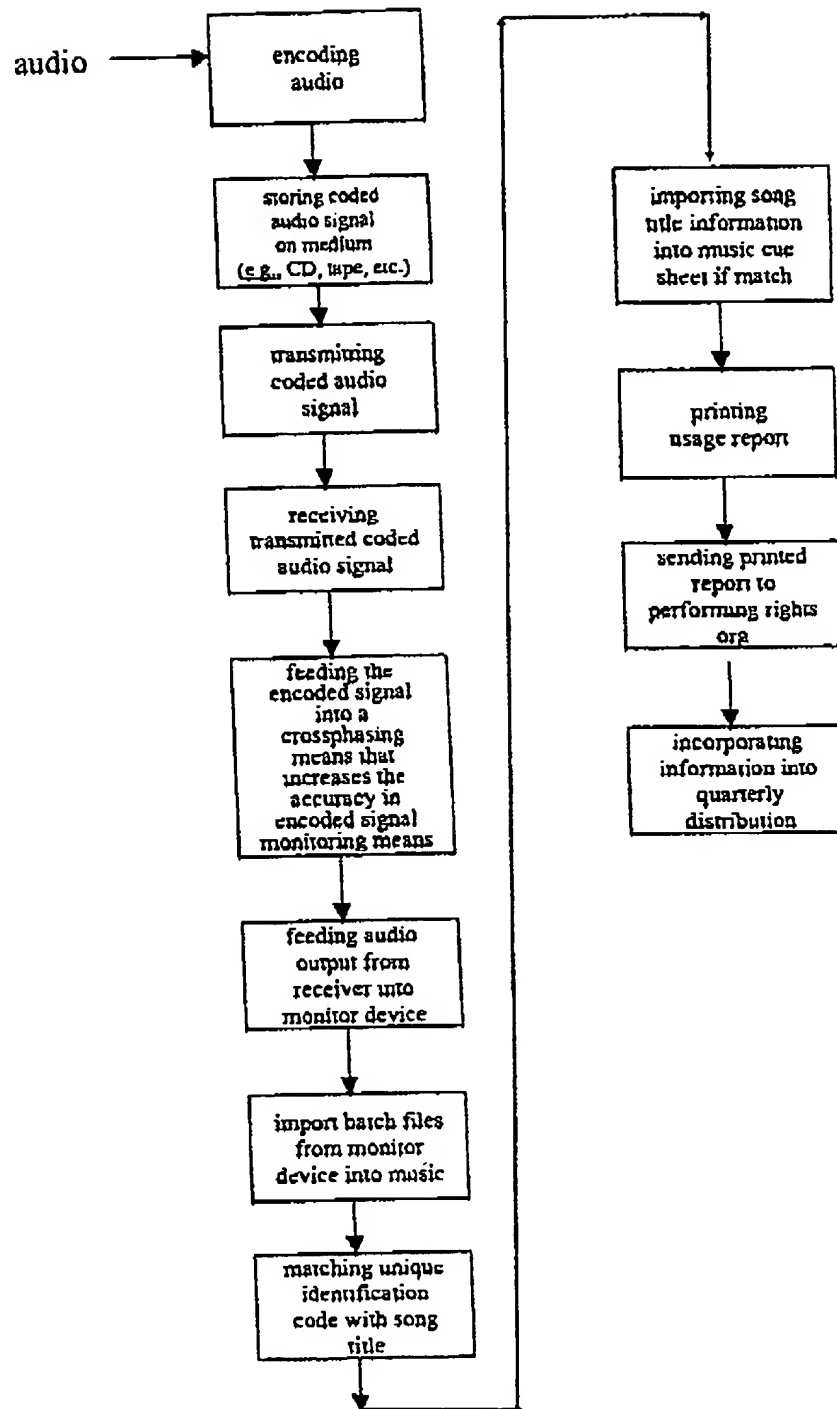 audio
encoding
audio
storing coded
audio signal
on medium
(e.g., CD, tape, etc.)
transmitting
coded audio
signal
receiving
transmitted coded
audio signal
feeding the
encoded signal
into a
crossphasing
means that
increases the
accuracy in
encoded signal
monitoring means
feeding audio
output from
receiver into
monitor device
import batch files
from monitor
device into music
matching unique
identification
code with song
title
importing song
title information
into music cue
sheet if match
printing
usage report
sending printed
report to
performing rights
org
incorporating
information into
quarterly
distribution